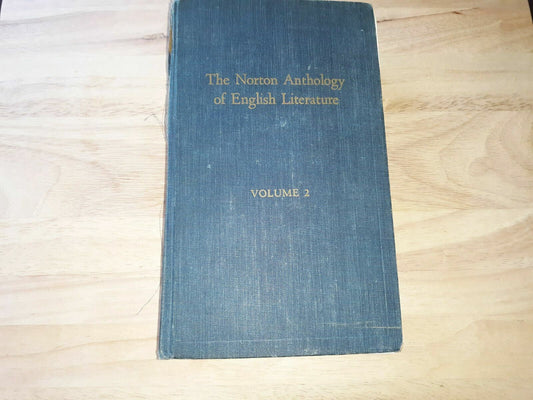 The Norton Anthology
of English Literature
VOLUME 2